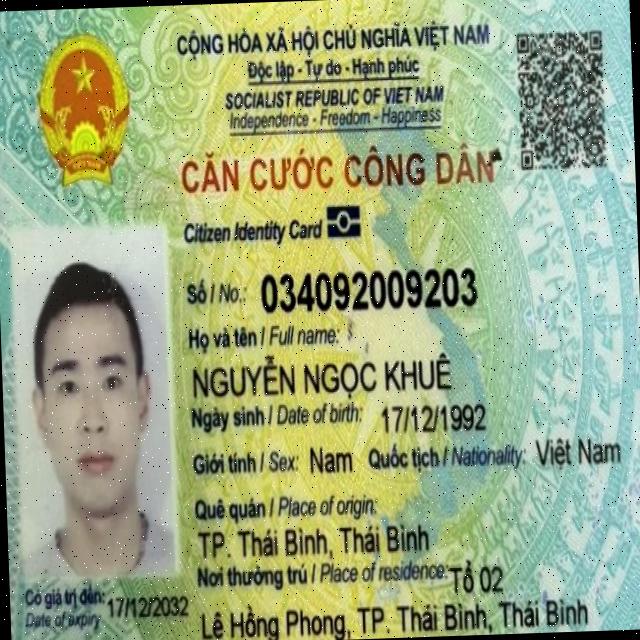 CỘNG HÒA XÃ HỘI CHỦ NGHĨA VIỆT NAM
Độc lập - Tự do - Hạnh phúc
SOCIALIST REPUBLIC OF VIET NAM
Independence - Freedom - Happiness
CĂN CƯỚC CÔNG DÂN
Citizen Identity Card
Số / No.: 034092009203
Họ và tên / Full name:
NGUYỄN NGỌC KHUÊ
Ngày sinh / Date of birth: 17/12/1992
Giới tính / Sex: Nam Quốc tịch / Nationality: Việt Nam
Quê quán / Place of origin:
TP. Thái Bình, Thái Bình
Nơi thường trú / Place of residence: Tổ 02
Lê Hồng Phong, TP. Thái Bình, Thái Bình
Có giá trị đến: 17/12/2032
Date of expiry